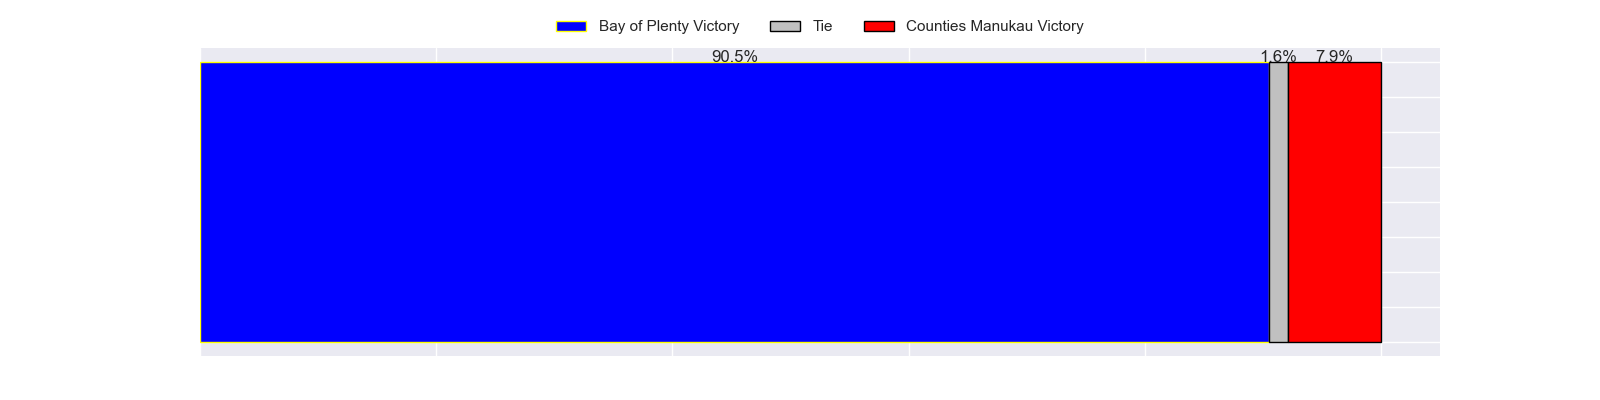 Bay of Plenty Victory Tie Counties Manukau Victory
90.5% 1.6% 7.9%